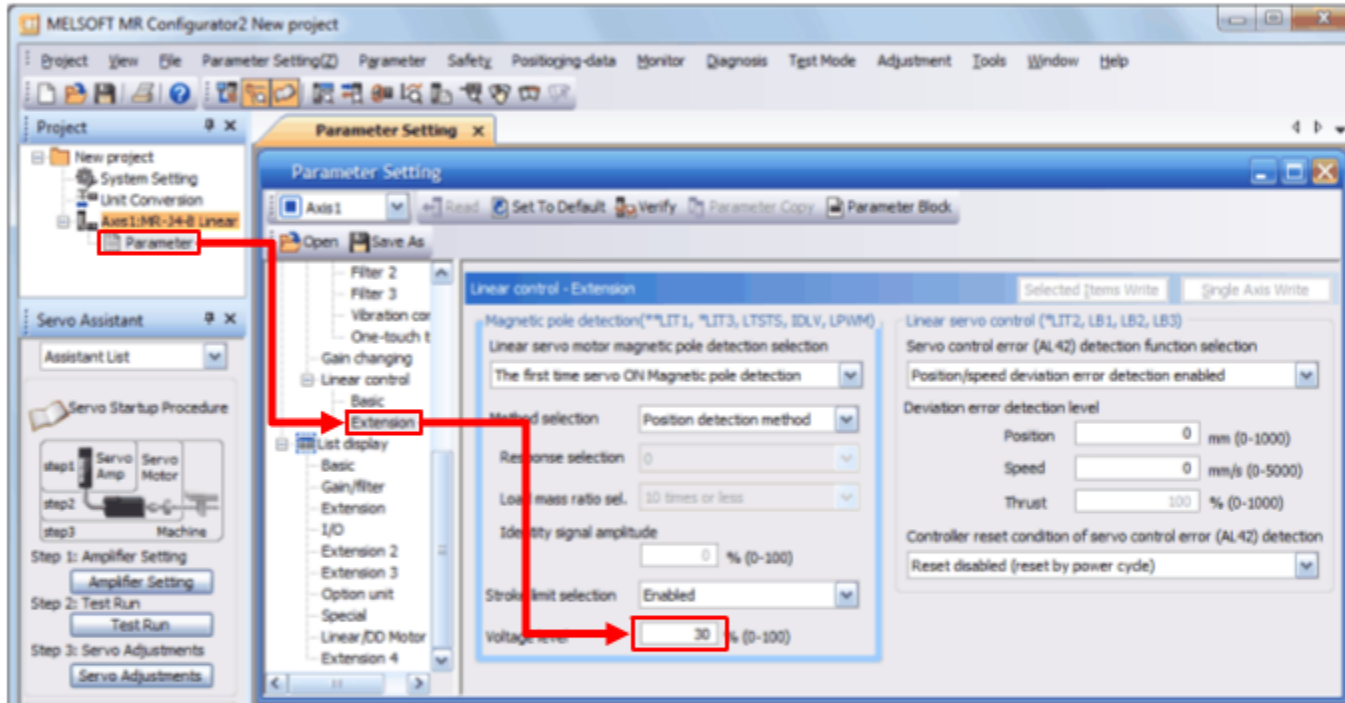 MELSOFT MR Configurator2 New project
Project View File Parameter Setting(Z) Parameter Safety Positioning-data Monitor Diagnosis Test Mode Adjustment Tools Window Help
Project
New project
System Setting
Unit Conversion
Axis1:MR-J4-B Linear
Parameter
Servo Assistant
Assistant List
Servo Startup Procedure
step1 Servo Amp Servo Motor
step2
step3 Machine
Step 1: Amplifier Setting
Amplifier Setting
Step 2: Test Run
Test Run
Step 3: Servo Adjustments
Servo Adjustments
Parameter Setting
Parameter Setting
Axis1 Read Set To Default Verify Parameter Copy Parameter Block
Open Save As
Filter 2
Filter 3
Vibration cor
One-touch t
Gain changing
Linear control
Basic
Extension
List display
Basic
Gain/filter
Extension
I/O
Extension 2
Extension 3
Option unit
Special
Linear/DD Motor
Extension 4
Linear control - Extension Selected Items Write Single Axis Write
Magnetic pole detection(**LIT1, *LIT3, LTSTS, IDLV, LPWM)
Linear servo motor magnetic pole detection selection
The first time servo ON Magnetic pole detection
Method selection Position detection method
Response selection 0
Load mass ratio sel. 10 times or less
Identity signal amplitude
0 % (0-100)
Stroke limit selection Enabled
Voltage level 30 % (0-100)
Linear servo control (*LIT2, LB1, LB2, LB3)
Servo control error (AL42) detection function selection
Position/speed deviation error detection enabled
Deviation error detection level
Position 0 mm (0-1000)
Speed 0 mm/s (0-5000)
Thrust 100 % (0-1000)
Controller reset condition of servo control error (AL42) detection
Reset disabled (reset by power cycle)